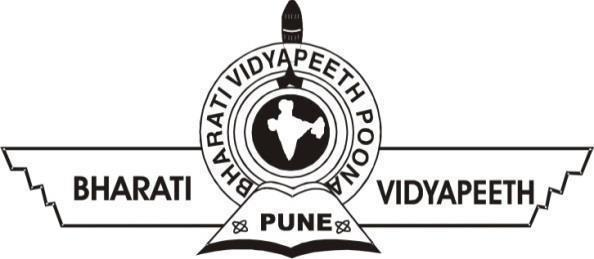 BHARATI VIDYAPEETH POONA
BHARATI VIDYAPEETH
PUNE